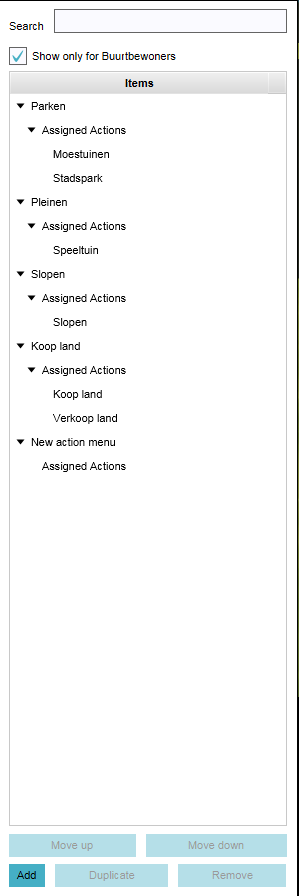 Search
Show only for Buurtbewoners
Items
Parken
Assigned Actions
Moestuinen
Stadspark
Pleinen
Assigned Actions
Speeltuin
Slopen
Assigned Actions
Slopen
Koop land
Assigned Actions
Koop land
Verkoop land
New action menu
Assigned Actions
Move up Move down
Add Duplicate Remove